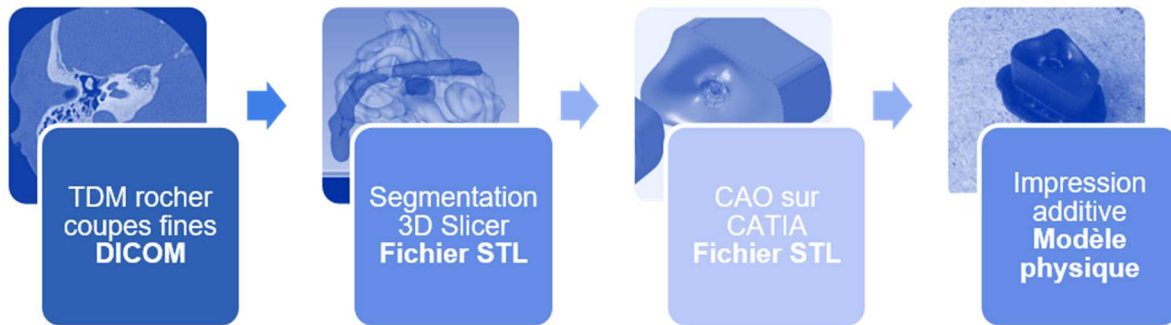 TDM rocher
coupes fines
DICOM
Segmentation
3D Slicer
Fichier STL
CAO sur
CATIA
Fichier STL
Impression
additive
Modèle
physique